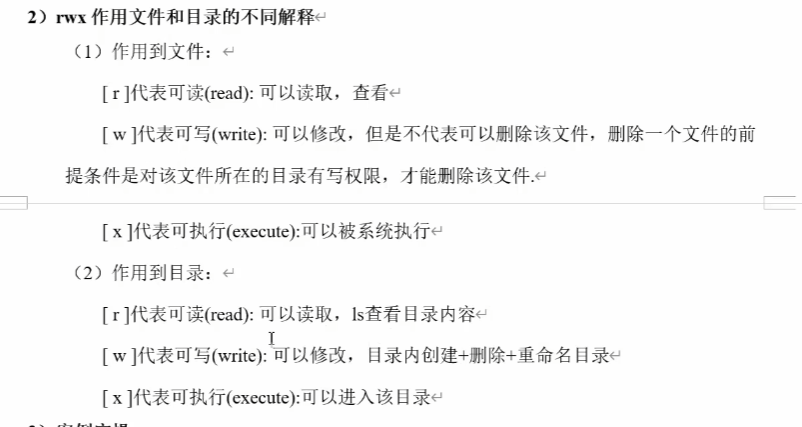 2）rwx 作用文件和目录的不同解释↵
（1）作用到文件：↵
[ r ]代表可读(read): 可以读取，查看↵
[ w ]代表可写(write): 可以修改，但是不代表可以删除该文件，删除一个文件的前
提条件是对该文件所在的目录有写权限，才能删除该文件.↵
[ x ]代表可执行(execute):可以被系统执行↵
（2）作用到目录：↵
[ r ]代表可读(read): 可以读取，ls查看目录内容↵
[ w ]代表可写(write): 可以修改，目录内创建+删除+重命名目录↵
[ x ]代表可执行(execute):可以进入该目录↵